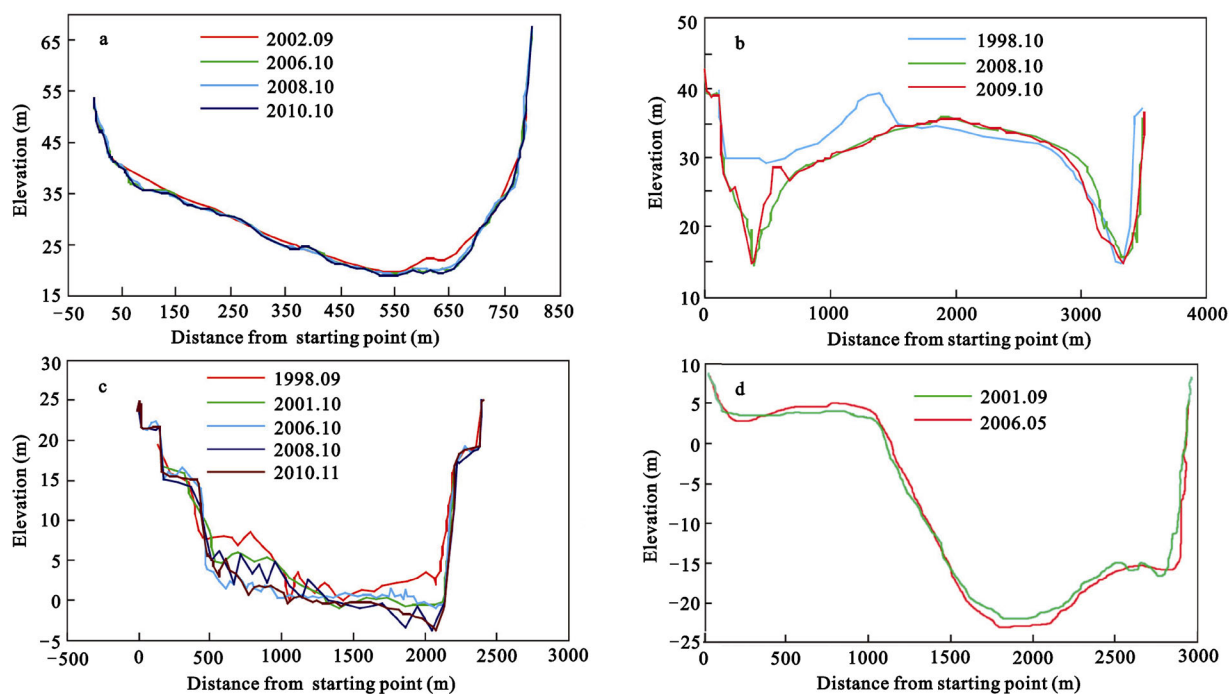 a
2002.09
2006.10
2008.10
2010.10
65
55
45
35
25
15
Elevation (m)
−50 50 150 250 350 450 550 650 750 850
Distance from starting point (m)
b
1998.10
2008.10
2009.10
50
40
30
20
10
Elevation (m)
0 1000 2000 3000 4000
Distance from starting point (m)
c
1998.09
2001.10
2006.10
2008.10
2010.11
30
25
20
15
10
5
0
−5
Elevation (m)
−500 0 500 1000 1500 2000 2500 3000
Distance from starting point (m)
d
2001.09
2006.05
10
5
0
−5
−10
−15
−20
−25
Elevation (m)
0 500 1000 1500 2000 2500 3000
Distance from starting point (m)